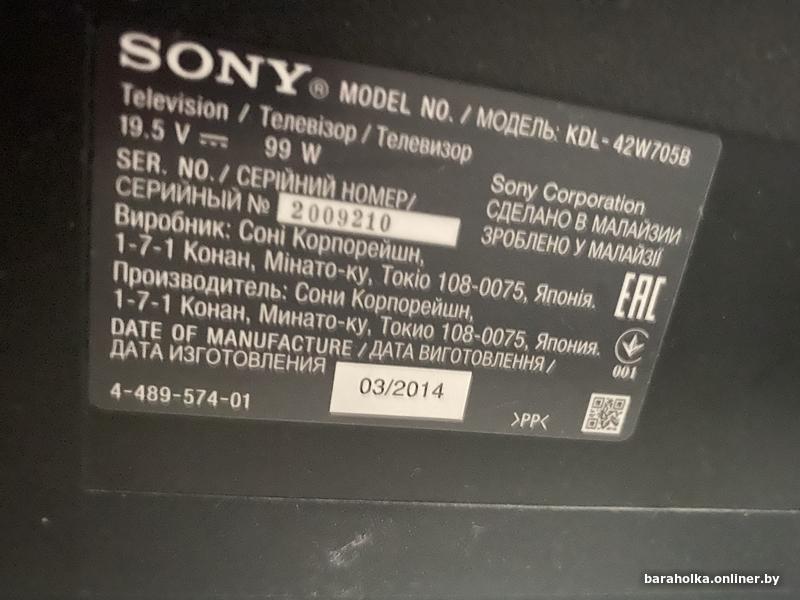 SONY® MODEL NO. / МОДЕЛЬ: KDL-42W705B
Television / Телевізор / Телевизор
19.5 V 99 W
SER. NO. / СЕРІЙНИЙ НОМЕР/
СЕРИЙНЫЙ № 2009210
Sony Corporation
СДЕЛАНО В МАЛАЙЗИИ
ЗРОБЛЕНО У МАЛАЙЗІЇ
Виробник: Соні Корпорейшн,
1-7-1 Конан, Мінато-ку, Токіо 108-0075, Японія.
Производитель: Сони Корпорейшн,
1-7-1 Конан, Минато-ку, Токио 108-0075, Япония.
EAC
001
DATE OF MANUFACTURE / ДАТА ВИГОТОВЛЕННЯ /
ДАТА ИЗГОТОВЛЕНИЯ 03/2014
4-489-574-01
>PP<
baraholka.onliner.by